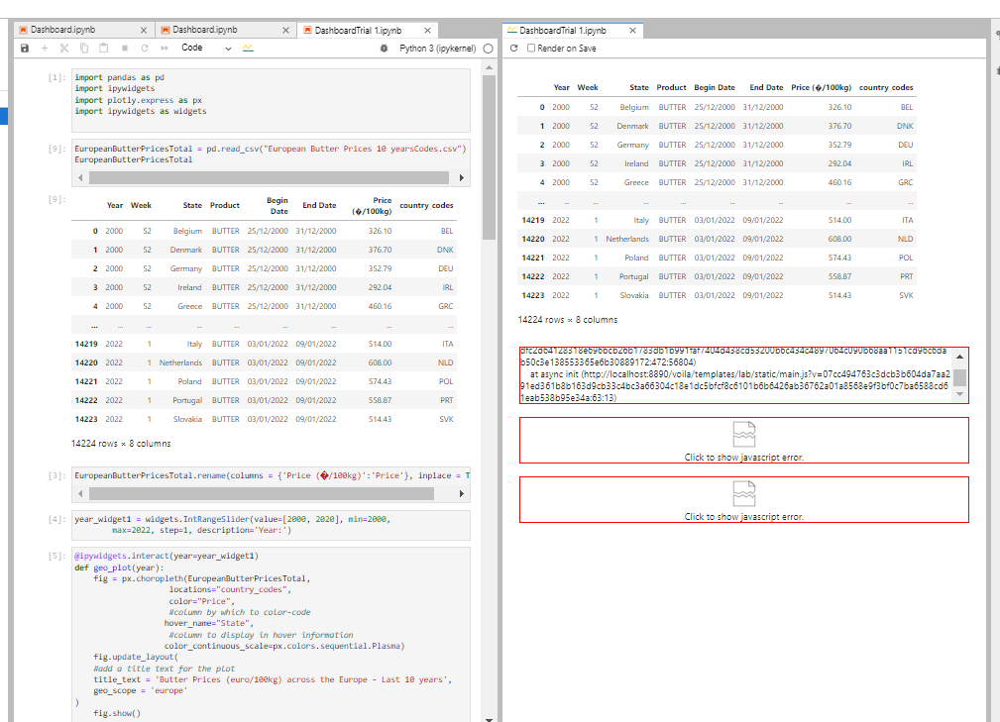 Dashboard.ipynb
Dashboard.ipynb
DashboardTrial 1.ipynb
DashboardTrial 1.ipynb
Code
Python 3 (ipykernel)
Render on Save
[1]:
import pandas as pd
import ipywidgets
import plotly.express as px
import ipywidgets as widgets
[9]:
EuropeanButterPricesTotal = pd.read_csv("European Butter Prices 10 yearsCodes.csv")
EuropeanButterPricesTotal
[9]:
Year Week State Product Begin Date End Date Price (�/100kg) country codes
0 2000 52 Belgium BUTTER 25/12/2000 31/12/2000 326.10 BEL
1 2000 52 Denmark BUTTER 25/12/2000 31/12/2000 376.70 DNK
2 2000 52 Germany BUTTER 25/12/2000 31/12/2000 352.79 DEU
3 2000 52 Ireland BUTTER 25/12/2000 31/12/2000 292.04 IRL
4 2000 52 Greece BUTTER 25/12/2000 31/12/2000 460.16 GRC
... ... ... ... ... ... ... ... ...
14219 2022 1 Italy BUTTER 03/01/2022 09/01/2022 514.00 ITA
14220 2022 1 Netherlands BUTTER 03/01/2022 09/01/2022 608.00 NLD
14221 2022 1 Poland BUTTER 03/01/2022 09/01/2022 574.43 POL
14222 2022 1 Portugal BUTTER 03/01/2022 09/01/2022 558.87 PRT
14223 2022 1 Slovakia BUTTER 03/01/2022 09/01/2022 514.43 SVK
14224 rows × 8 columns
[3]:
EuropeanButterPricesTotal.rename(columns = {'Price (�/100kg)':'Price'}, inplace = T
[4]:
year_widget1 = widgets.IntRangeSlider(value=[2000, 2020], min=2000,
max=2022, step=1, description='Year:')
[5]:
@ipywidgets.interact(year=year_widget1)
def geo_plot(year):
fig = px.choropleth(EuropeanButterPricesTotal,
locations="country_codes",
color="Price",
#column by which to color-code
hover_name="State",
#column to display in hover information
color_continuous_scale=px.colors.sequential.Plasma)
fig.update_layout(
#add a title text for the plot
title_text = 'Butter Prices (euro/100kg) across the Europe - Last 10 years',
geo_scope = 'europe'
)
fig.show()
Year Week State Product Begin Date End Date Price (�/100kg) country codes
0 2000 52 Belgium BUTTER 25/12/2000 31/12/2000 326.10 BEL
1 2000 52 Denmark BUTTER 25/12/2000 31/12/2000 376.70 DNK
2 2000 52 Germany BUTTER 25/12/2000 31/12/2000 352.79 DEU
3 2000 52 Ireland BUTTER 25/12/2000 31/12/2000 292.04 IRL
4 2000 52 Greece BUTTER 25/12/2000 31/12/2000 460.16 GRC
... ... ... ... ... ... ... ... ...
14219 2022 1 Italy BUTTER 03/01/2022 09/01/2022 514.00 ITA
14220 2022 1 Netherlands BUTTER 03/01/2022 09/01/2022 608.00 NLD
14221 2022 1 Poland BUTTER 03/01/2022 09/01/2022 574.43 POL
14222 2022 1 Portugal BUTTER 03/01/2022 09/01/2022 558.87 PRT
14223 2022 1 Slovakia BUTTER 03/01/2022 09/01/2022 514.43 SVK
14224 rows × 8 columns
b50c3e138553365e6b30889172:472:56804)
at async init (http://localhost:8890/voila/templates/lab/static/main.js?v=07cc494763c3dcb3b604da7aa2
91ed361b8b163d9cb33c4bc3a66304c18e1dc5bfcf8c6101b6b6426ab36762a01a8568e9f3bf0c7ba6588cd6
1eab538b95e34a:63:13)
Click to show javascript error.
Click to show javascript error.